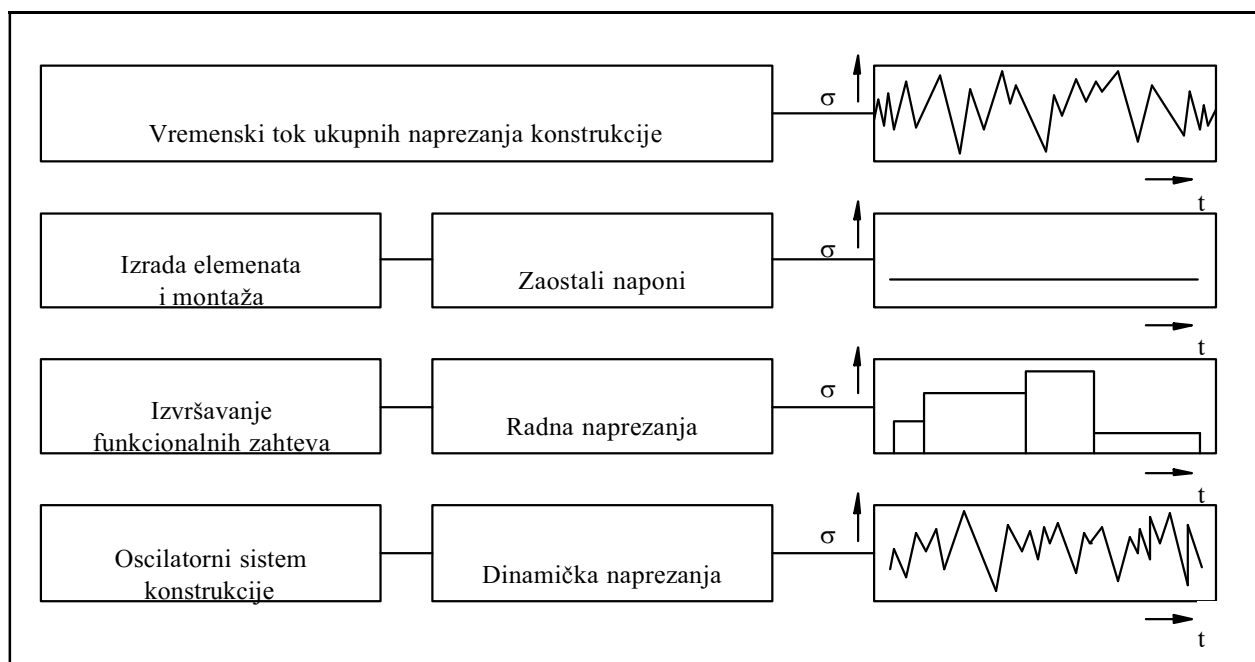 Vremenski tok ukupnih naprezanja konstrukcije
σ
t
Izrada elemenata
i montaža
Zaostali naponi
σ
t
Izvršavanje
funkcionalnih zahteva
Radna naprezanja
σ
t
Oscilatorni sistem
konstrukcije
Dinamička naprezanja
σ
t